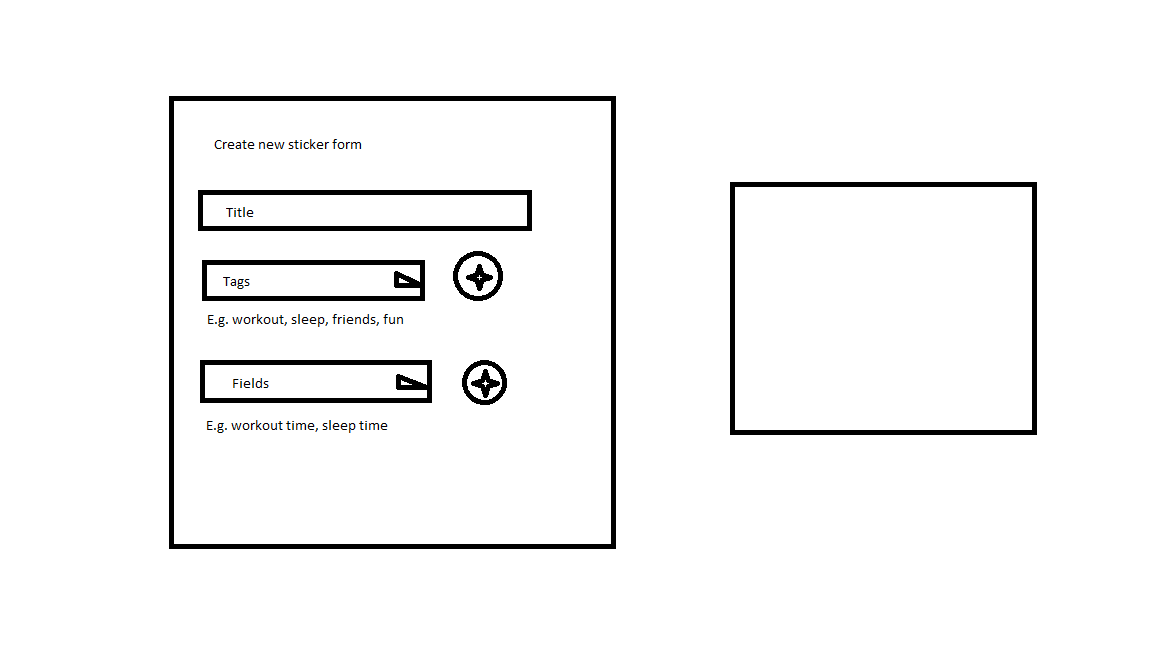 Create new sticker form
Title
Tags
E.g. workout, sleep, friends, fun
Fields
E.g. workout time, sleep time